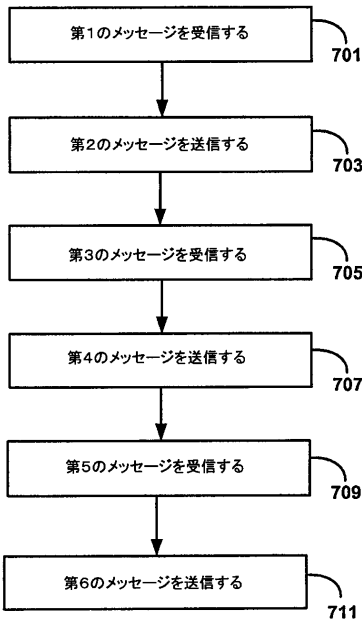 第1のメッセージを受信する
701
第2のメッセージを送信する
703
第3のメッセージを受信する
705
第4のメッセージを送信する
707
第5のメッセージを受信する
709
第6のメッセージを送信する
711